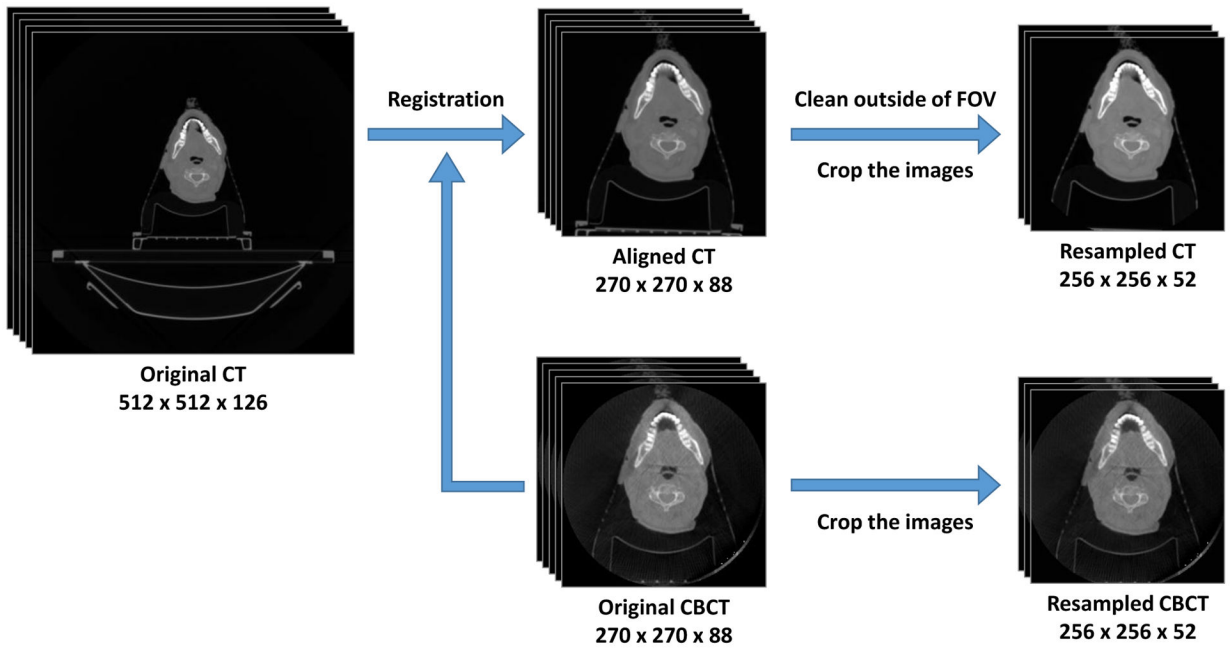 Registration
Clean outside of FOV
Crop the images
Original CT
512 x 512 x 126
Aligned CT
270 x 270 x 88
Resampled CT
256 x 256 x 52
Crop the images
Original CBCT
270 x 270 x 88
Resampled CBCT
256 x 256 x 52